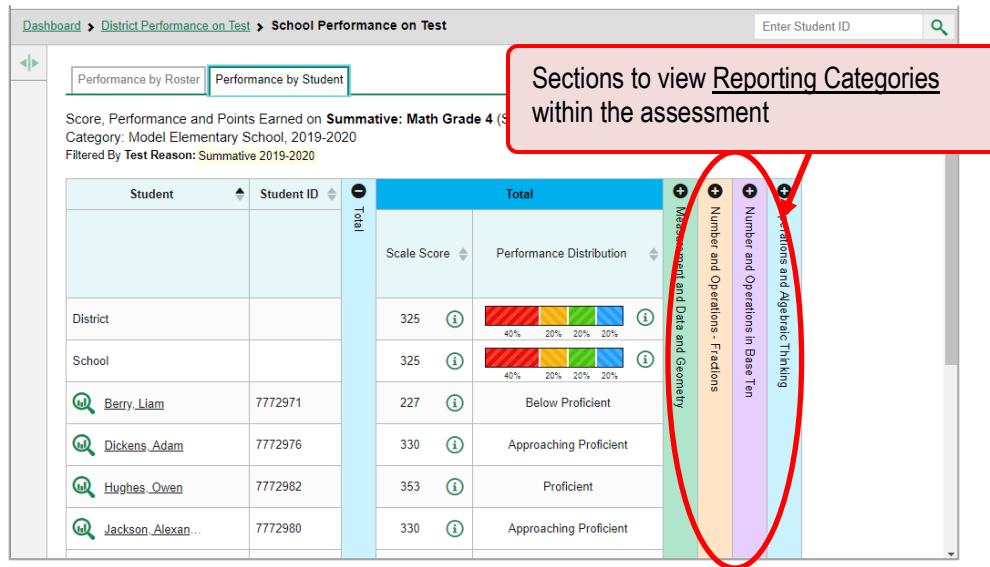 Dashboard > District Performance on Test > School Performance on Test
Enter Student ID
Sections to view Reporting Categories
within the assessment
Performance by Roster
Performance by Student
Score, Performance and Points Earned on Summative: Math Grade 4 (S
Category: Model Elementary School, 2019-2020
Filtered By Test Reason: Summative 2019-2020
Student
Student ID
Total
Total
Scale Score
Performance Distribution
Measurement and Data and Geometry
Number and Operations - Fractions
Number and Operations in Base Ten
Operations and Algebraic Thinking
District 325
40% 20% 20% 20%
School 325
40% 20% 20% 20%
Berry, Liam 7772971 227 Below Proficient
Dickens, Adam 7772976 330 Approaching Proficient
Hughes, Owen 7772982 353 Proficient
Jackson, Alexan... 7772980 330 Approaching Proficient